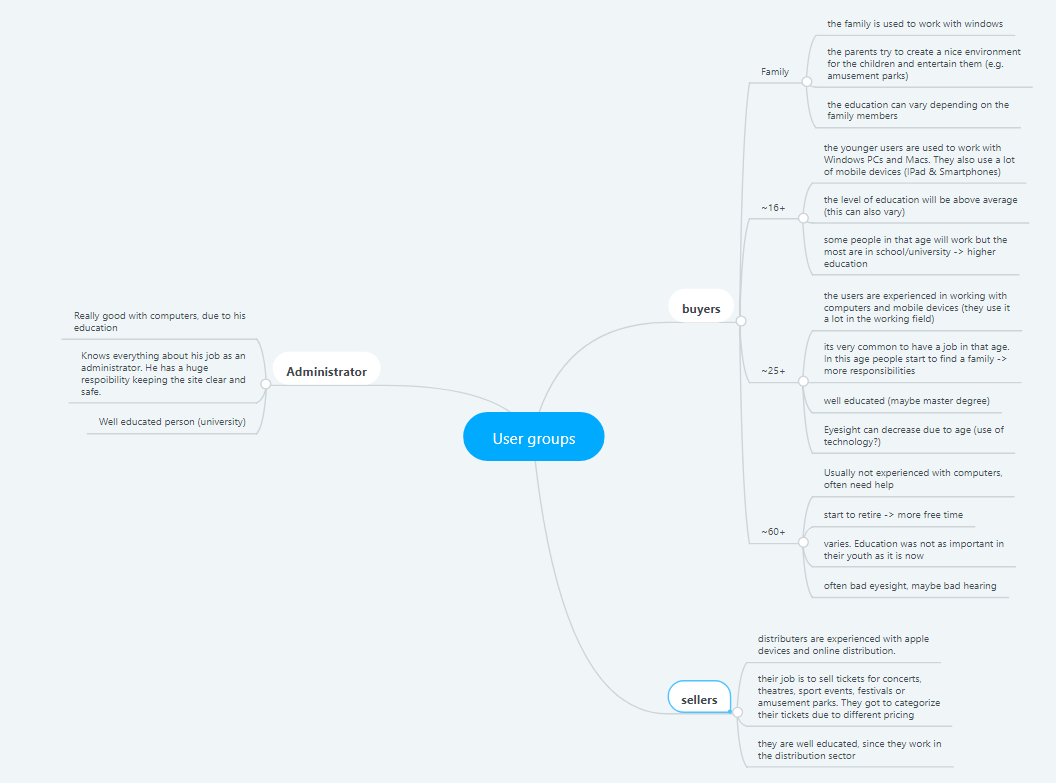 User groups
Administrator
Really good with computers, due to his
education
Knows everything about his job as an
administrator. He has a huge
respoibility keeping the site clear and
safe.
Well educated person (university)
buyers
Family
the family is used to work with windows
the parents try to create a nice environment
for the children and entertain them (e.g.
amusement parks)
the education can vary depending on the
family members
~16+
the younger users are used to work with
Windows PCs and Macs. They also use a lot
of mobile devices (IPad & Smartphones)
the level of education will be above average
(this can also vary)
some people in that age will work but the
most are in school/university -> higher
education
~25+
the users are experienced in working with
computers and mobile devices (they use it
a lot in the working field)
its very common to have a job in that age.
In this age people start to find a family ->
more responsibilities
well educated (maybe master degree)
Eyesight can decrease due to age (use of
technology?)
~60+
Usually not experienced with computers,
often need help
start to retire -> more free time
varies. Education was not as important in
their youth as it is now
often bad eyesight, maybe bad hearing
sellers
distributers are experienced with apple
devices and online distribution.
their job is to sell tickets for concerts,
theatres, sport events, festivals or
amusement parks. They got to categorize
their tickets due to different pricing
they are well educated, since they work in
the distribution sector